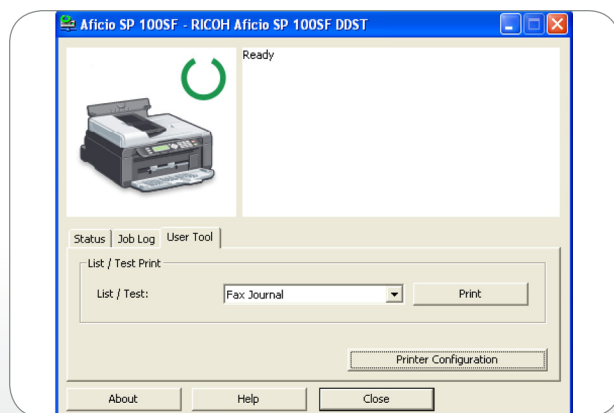 Aficio SP 100SF - RICOH Aficio SP 100SF DDST
Ready
Status Job Log User Tool
List / Test Print
List / Test: Fax Journal Print
Printer Configuration
About Help Close